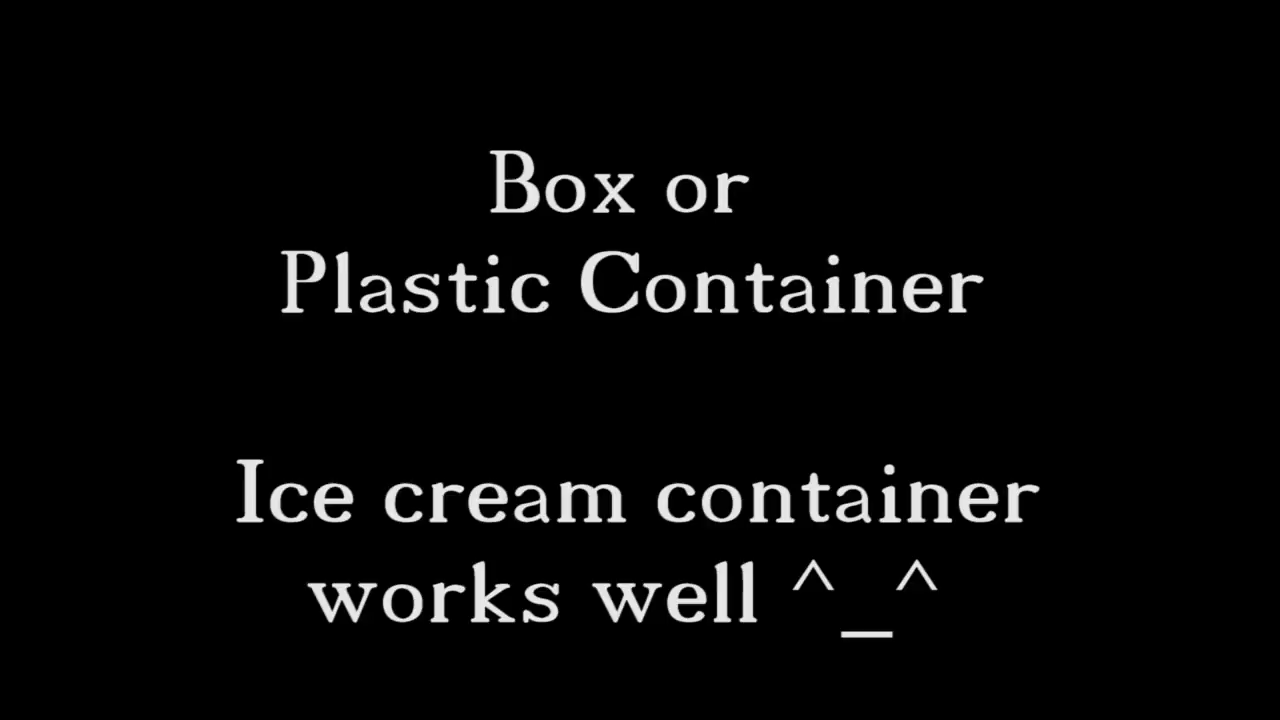 Box or
Plastic Container
Ice cream container
works well ^_^